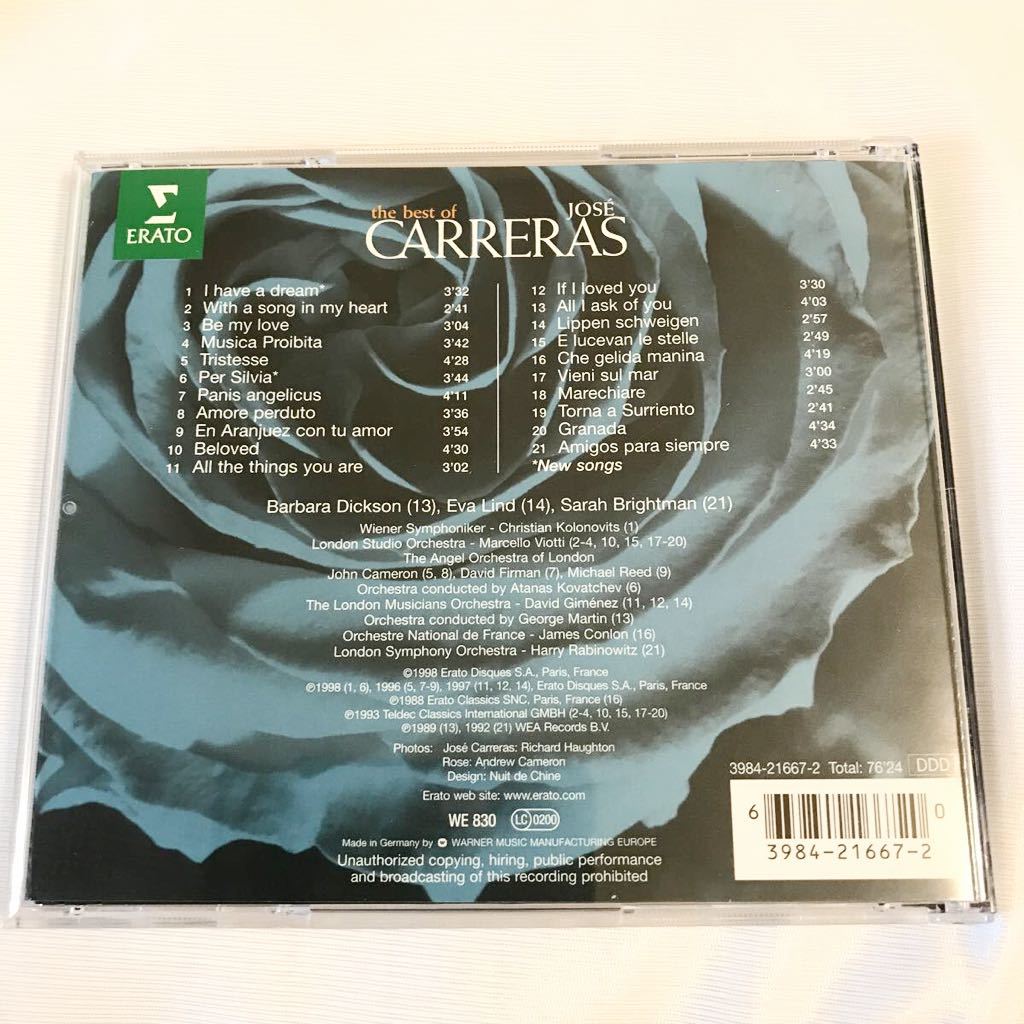 ERATO
the best of JOSÉ
CARRERAS
1 I have a dream* 3'32
2 With a song in my heart 2'41
3 Be my love 3'04
4 Musica Proibita 3'42
5 Tristesse 4'28
6 Per Silvia* 3'44
7 Panis angelicus 4'11
8 Amore perduto 3'36
9 En Aranjuez con tu amor 3'54
10 Beloved 4'30
11 All the things you are 3'02
12 If I loved you 3'30
13 All I ask of you 4'03
14 Lippen schweigen 2'57
15 E lucevan le stelle 2'49
16 Che gelida manina 4'19
17 Vieni sul mar 3'00
18 Marechiare 2'45
19 Torna a Surriento 2'41
20 Granada 4'34
21 Amigos para siempre 4'33
*New songs
Barbara Dickson (13), Eva Lind (14), Sarah Brightman (21)
Wiener Symphoniker - Christian Kolonovits (1)
London Studio Orchestra - Marcello Viotti (2-4, 10, 15, 17-20)
The Angel Orchestra of London
John Cameron (5, 8), David Firman (7), Michael Reed (9)
Orchestra conducted by Atanas Kovatchev (6)
The London Musicians Orchestra - David Giménez (11, 12, 14)
Orchestra conducted by George Martin (13)
Orchestre National de France - James Conlon (16)
London Symphony Orchestra - Harry Rabinowitz (21)
©1998 Erato Disques S.A., Paris, France
℗1998 (1, 6), 1996 (5, 7-9), 1997 (11, 12, 14), Erato Disques S.A., Paris, France
℗1988 Erato Classics SNC, Paris, France (16)
℗1993 Teldec Classics International GMBH (2-4, 10, 15, 17-20)
℗1989 (13), 1992 (21) WEA Records B.V.
Photos: José Carreras: Richard Haughton
Rose: Andrew Cameron
Design: Nuit de Chine
Erato web site: www.erato.com
WE 830 LC 0200
Made in Germany by WARNER MUSIC MANUFACTURING EUROPE
Unauthorized copying, hiring, public performance
and broadcasting of this recording prohibited
3984-21667-2 Total: 76'24 DDD
6 0
3984-21667-2